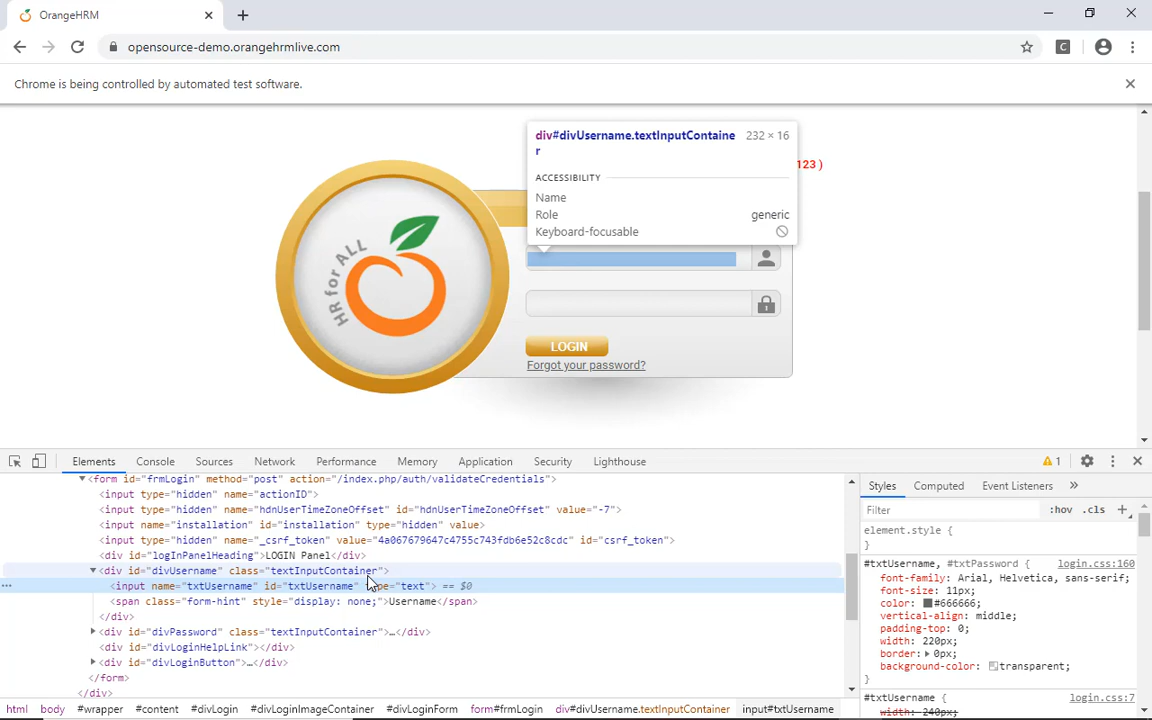 OrangeHRM
opensource-demo.orangehrmlive.com
C
Chrome is being controlled by automated test software.
div#divUsername.textInputContaine
r
232 × 16
123 )
ACCESSIBILITY
Name
Role generic
Keyboard-focusable
HR for ALL
LOGIN
Forgot your password?
Elements Console Sources Network Performance Memory Application Security Lighthouse 1
<form id="frmLogin" method="post" action="/index.php/auth/validateCredentials">
<input type="hidden" name="actionID">
<input type="hidden" name="hdnUserTimeZoneOffset" id="hdnUserTimeZoneOffset" value="-7">
<input type="hidden" name="installation" id="installation" type="hidden" value>
<input type="hidden" name="_csrf_token" value="4a067679647c4755c743fdb6e52c8cdc" id="csrf_token">
<div id="logInPanelHeading">LOGIN Panel</div>
<div id="divUsername" class="textInputContainer">
<input name="txtUsername" id="txtUsername" type="text"> == $0
<span class="form-hint" style="display: none;">Username</span>
</div>
<div id="divPassword" class="textInputContainer">…</div>
<div id="divLoginHelpLink"></div>
<div id="divLoginButton">…</div>
</form>
</div>
html body #wrapper #content #divLogin #divLoginImageContainer #divLoginForm form#frmLogin div#divUsername.textInputContainer input#txtUsername
Styles Computed Event Listeners »
Filter :hov .cls +
element.style {
}
#txtUsername, #txtPassword { login.css:160
font-family: Arial, Helvetica, sans-serif;
font-size: 11px;
color: #666666;
vertical-align: middle;
padding-top: 0;
width: 220px;
border: 0px;
background-color: transparent;
}
#txtUsername { login.css:7
width: 240px;